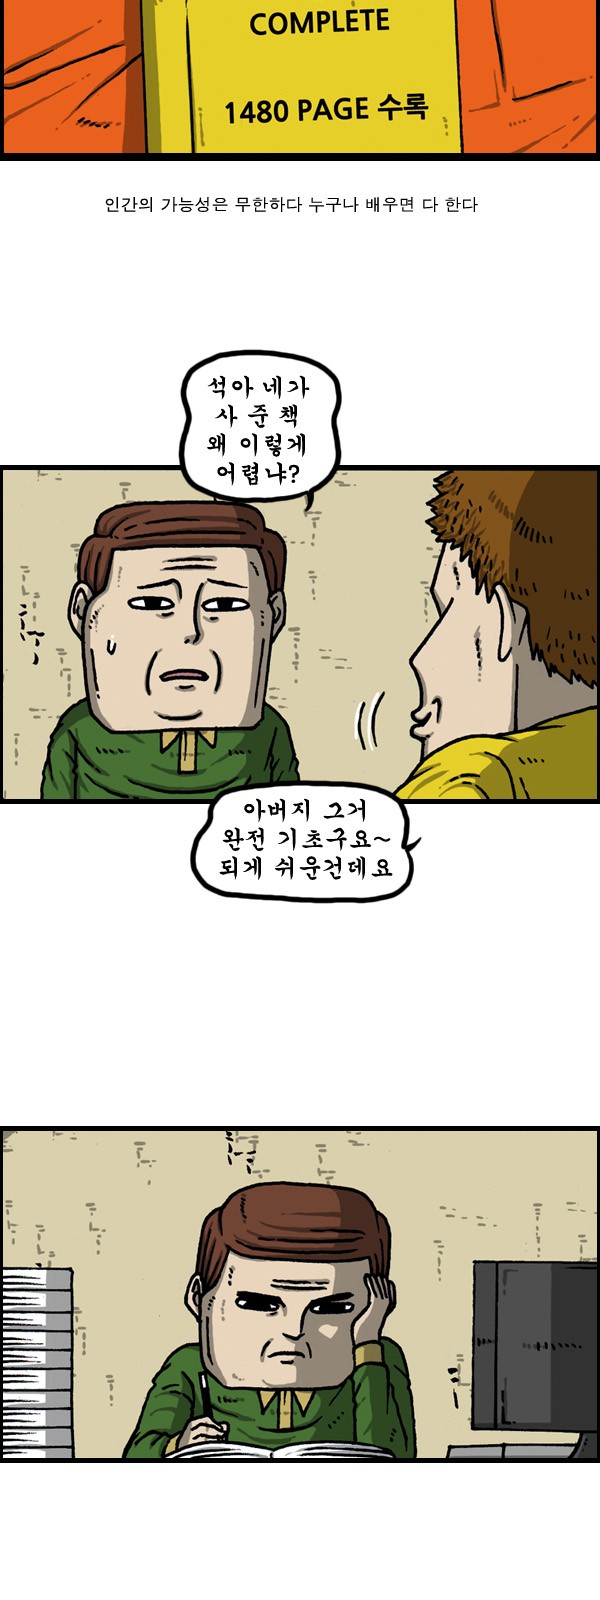 COMPLETE
1480 PAGE 수록
인간의 가능성은 무한하다 누구나 배우면 다 한다
석아 네가
사 준 책
왜 이렇게
어렵냐?
아버지 그거
완전 기초구요~
되게 쉬운건데요